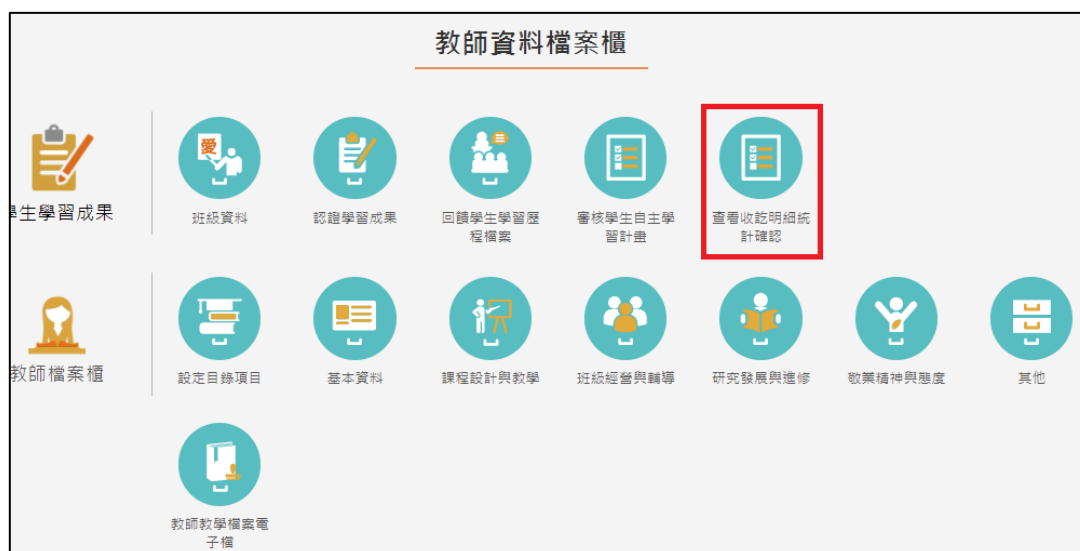 教師資料檔案櫃
愛
學生學習成果
班級資料
認證學習成果
回饋學生學習歷
程檔案
審核學生自主學
習計畫
查看收訖明細統
計確認
教師檔案櫃
設定目錄項目
基本資料
課程設計與教學
班級經營與輔導
研究發展與進修
敬業精神與態度
其他
教師教學檔案電
子檔